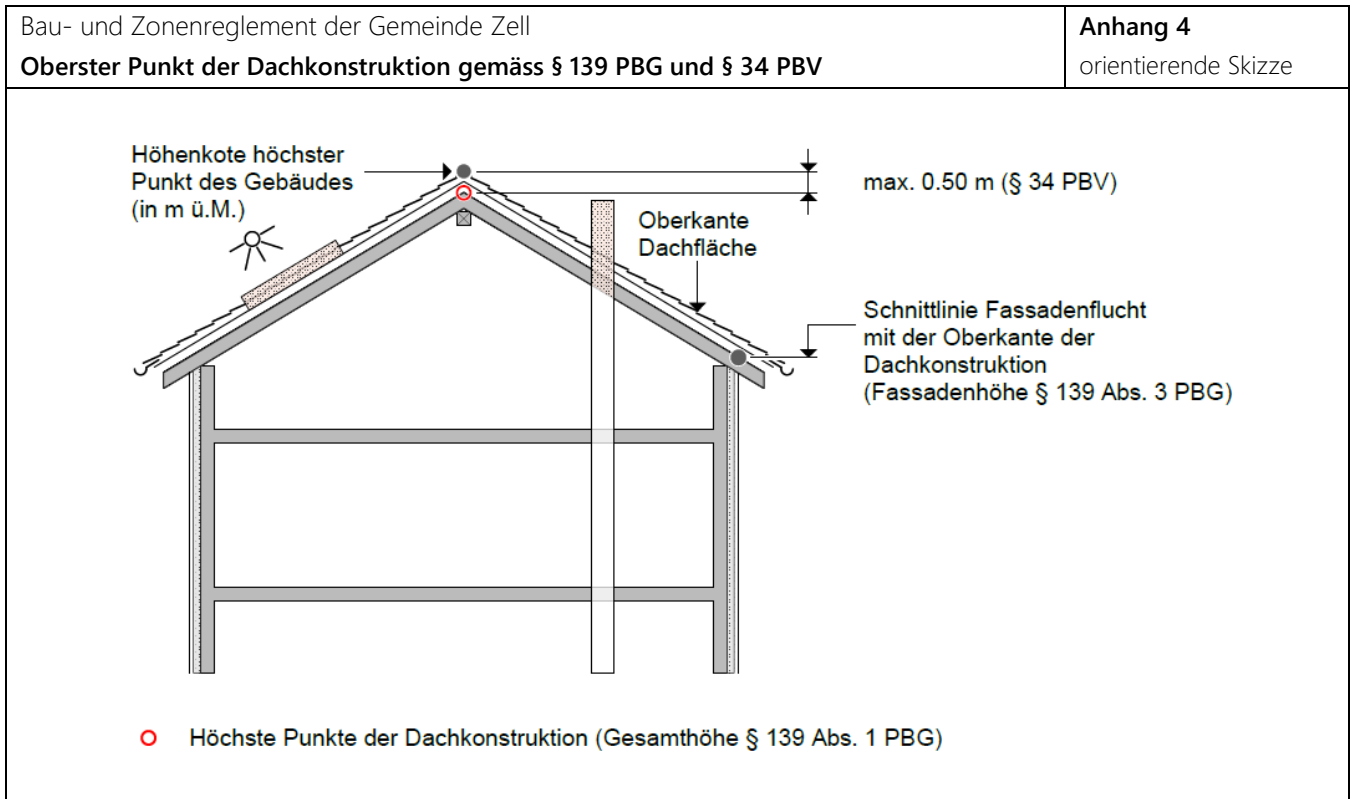 Bau- und Zonenreglement der Gemeinde Zell
Oberster Punkt der Dachkonstruktion gemäss § 139 PBG und § 34 PBV
Anhang 4
orientierende Skizze
Höhenkote höchster
Punkt des Gebäudes
(in m ü.M.)
max. 0.50 m (§ 34 PBV)
Oberkante
Dachfläche
Schnittlinie Fassadenflucht
mit der Oberkante der
Dachkonstruktion
(Fassadenhöhe § 139 Abs. 3 PBG)
Höchste Punkte der Dachkonstruktion (Gesamthöhe § 139 Abs. 1 PBG)